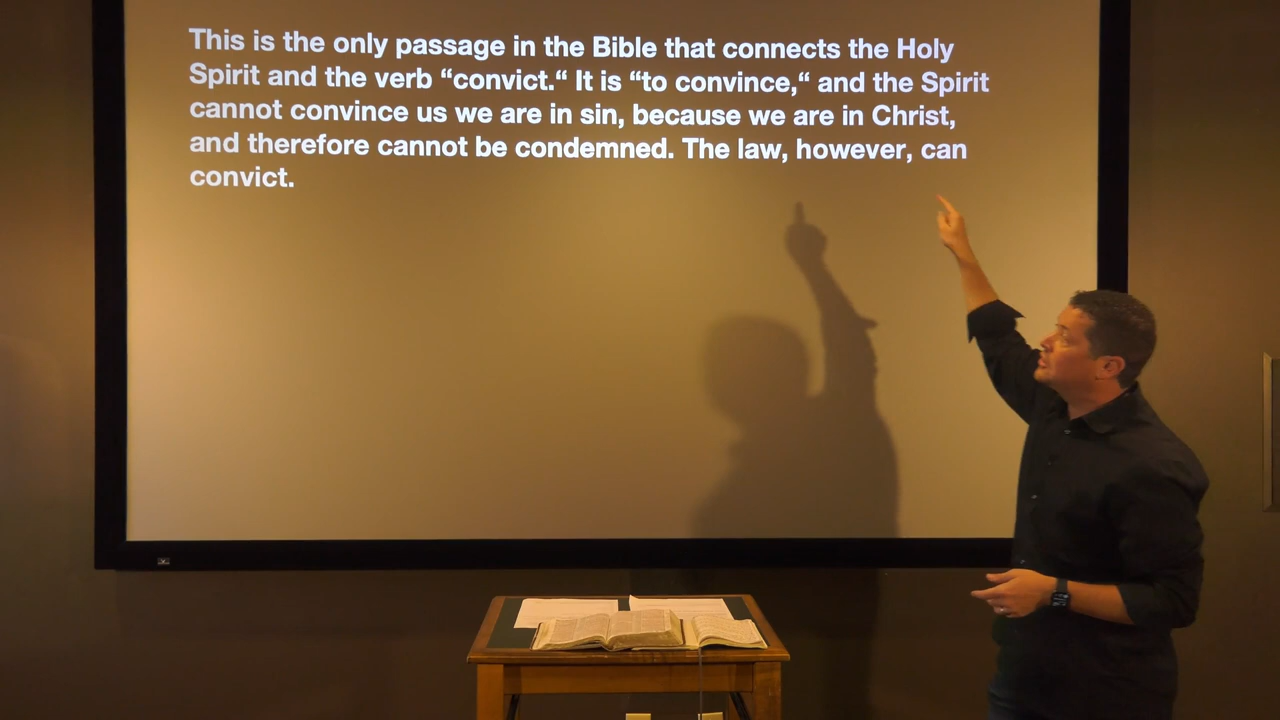 This is the only passage in the Bible that connects the Holy
Spirit and the verb “convict.“ It is “to convince,“ and the Spirit
cannot convince us we are in sin, because we are in Christ,
and therefore cannot be condemned. The law, however, can
convict.